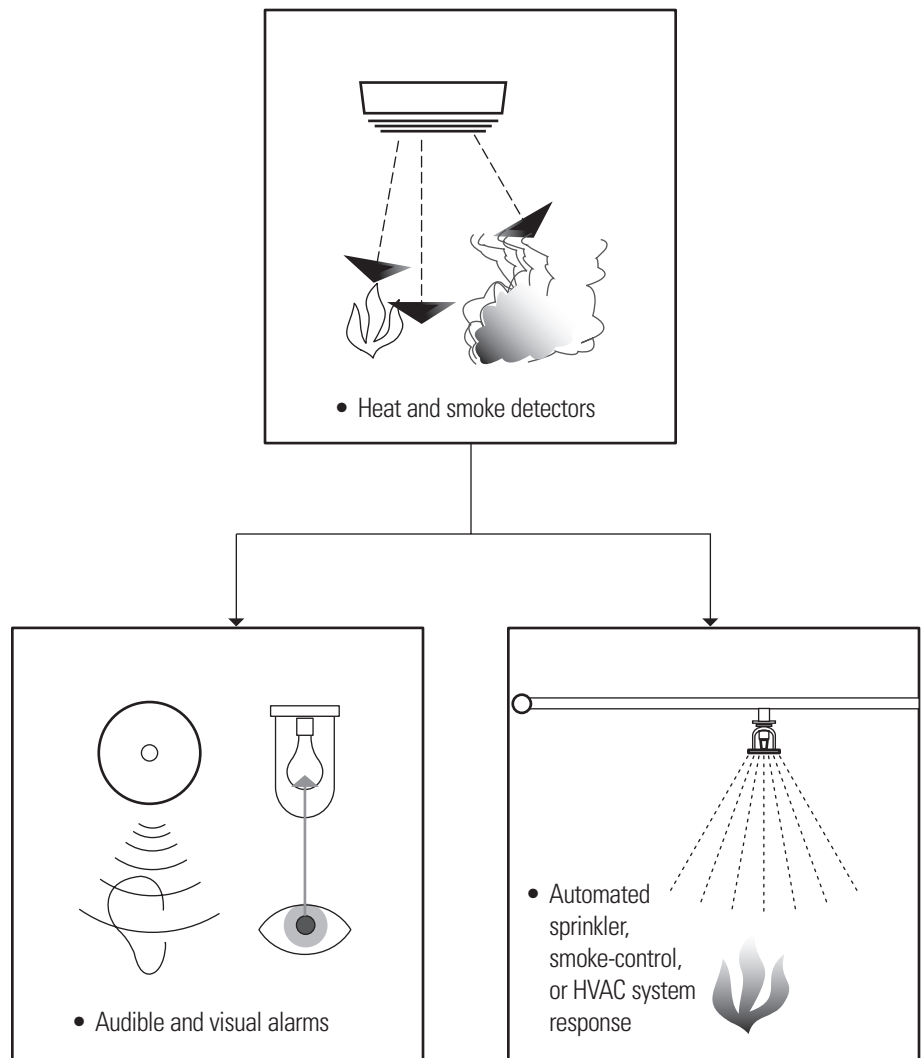 • Heat and smoke detectors
• Audible and visual alarms
• Automated
sprinkler,
smoke-control,
or HVAC system
response